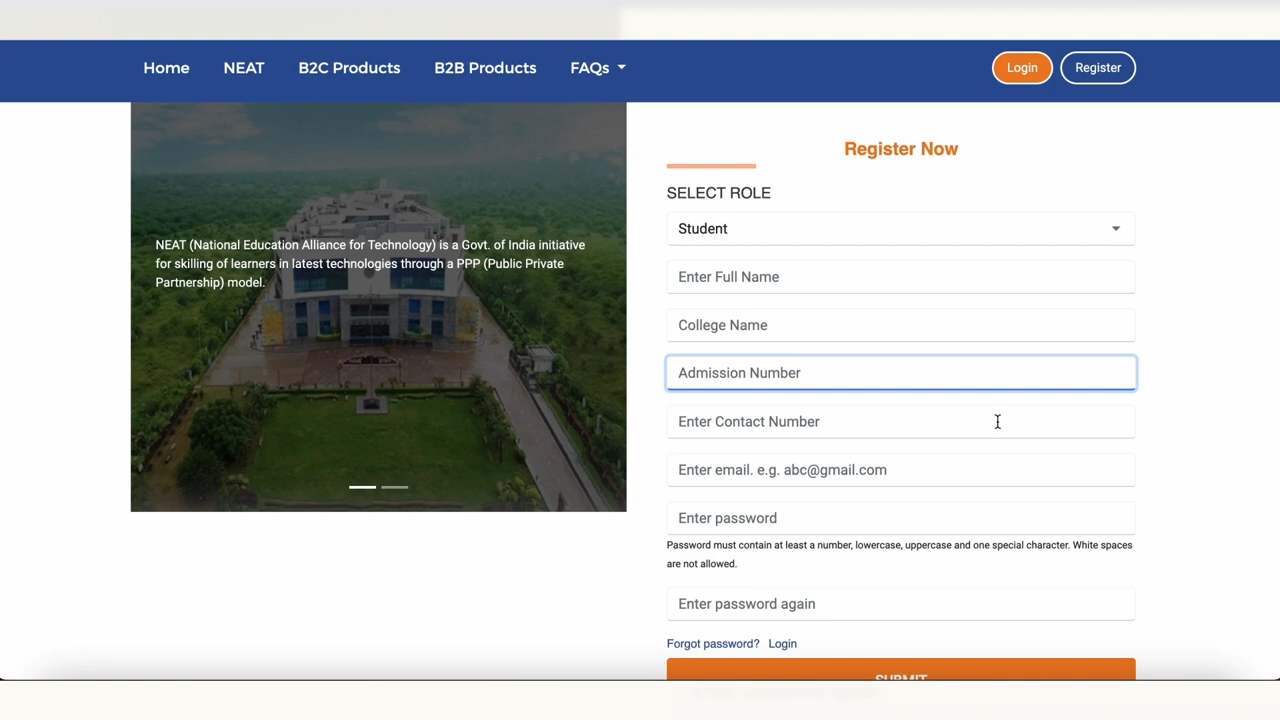 Home NEAT B2C Products B2B Products FAQs Login Register
NEAT (National Education Alliance for Technology) is a Govt. of India initiative
for skilling of learners in latest technologies through a PPP (Public Private
Partnership) model.
Register Now
SELECT ROLE
Student
Enter Full Name
College Name
Admission Number
Enter Contact Number
Enter email. e.g. abc@gmail.com
Enter password
Password must contain at least a number, lowercase, uppercase and one special character. White spaces
are not allowed.
Enter password again
Forgot password? Login
SUBMIT